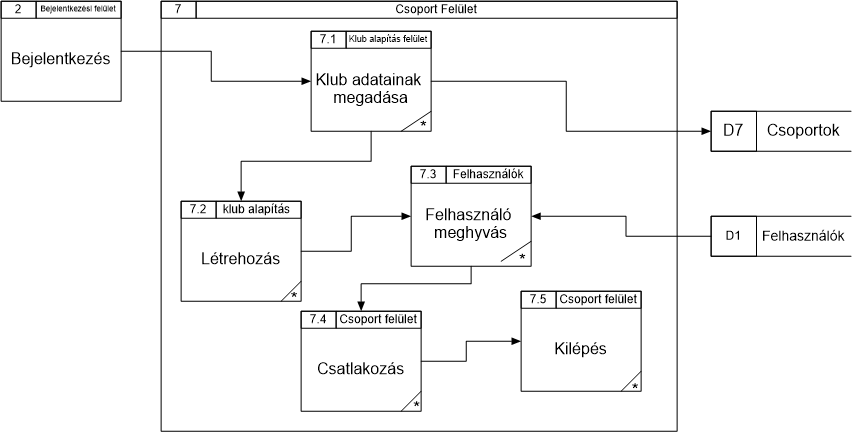 2 Bejelentkezési felület
Bejelentkezés
7 Csoport Felület
7.1 Klub alapítás felület
Klub adatainak
megadása
*
D7 Csoportok
7.2 klub alapítás
Létrehozás
*
7.3 Felhasználók
Felhasználó
meghyvás
*
D1 Felhasználók
7.4 Csoport felület
Csatlakozás
*
7.5 Csoport felület
Kilépés
*